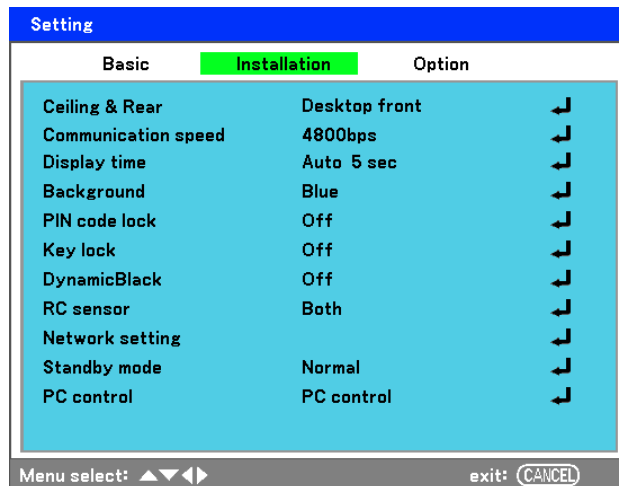 Setting
Basic Installation Option
Ceiling & Rear Desktop front
Communication speed 4800bps
Display time Auto 5 sec
Background Blue
PIN code lock Off
Key lock Off
DynamicBlack Off
RC sensor Both
Network setting
Standby mode Normal
PC control PC control
Menu select: ▲▼◀▶ exit: (CANCEL)